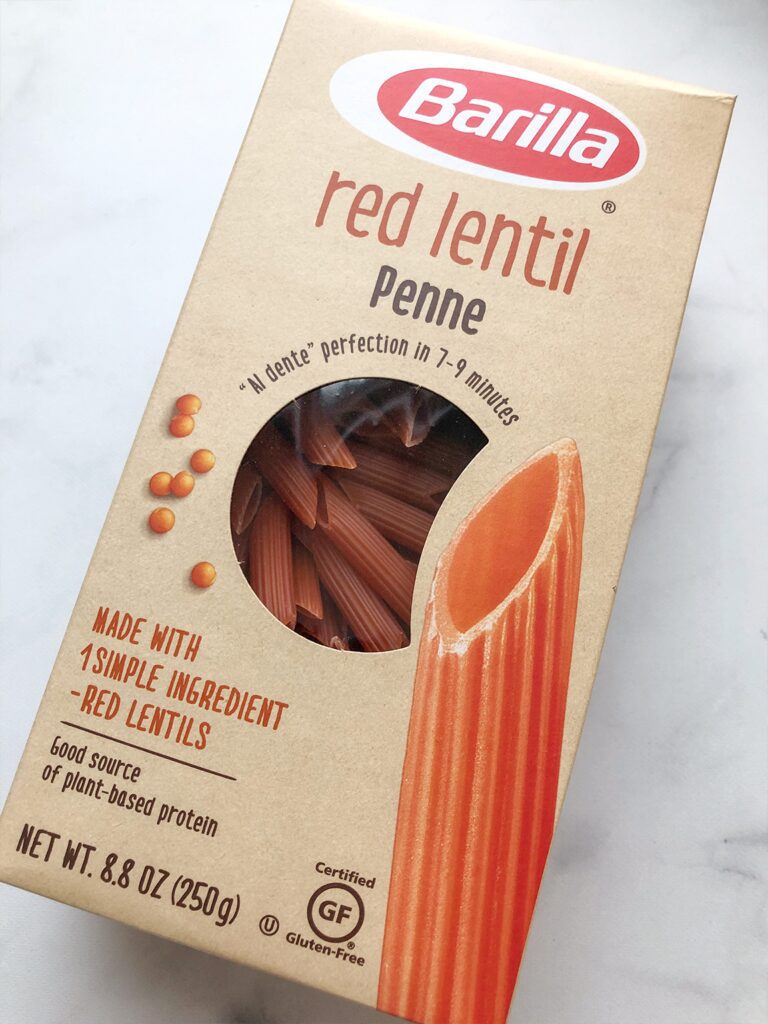 Barilla
®
red lentil
Penne
"Al dente" perfection in 7-9 minutes
MADE WITH
1 SIMPLE INGREDIENT
-RED LENTILS
Good source
of plant-based protein
NET WT. 8.8 OZ (250g)
U
Certified
GF
®
Gluten-Free